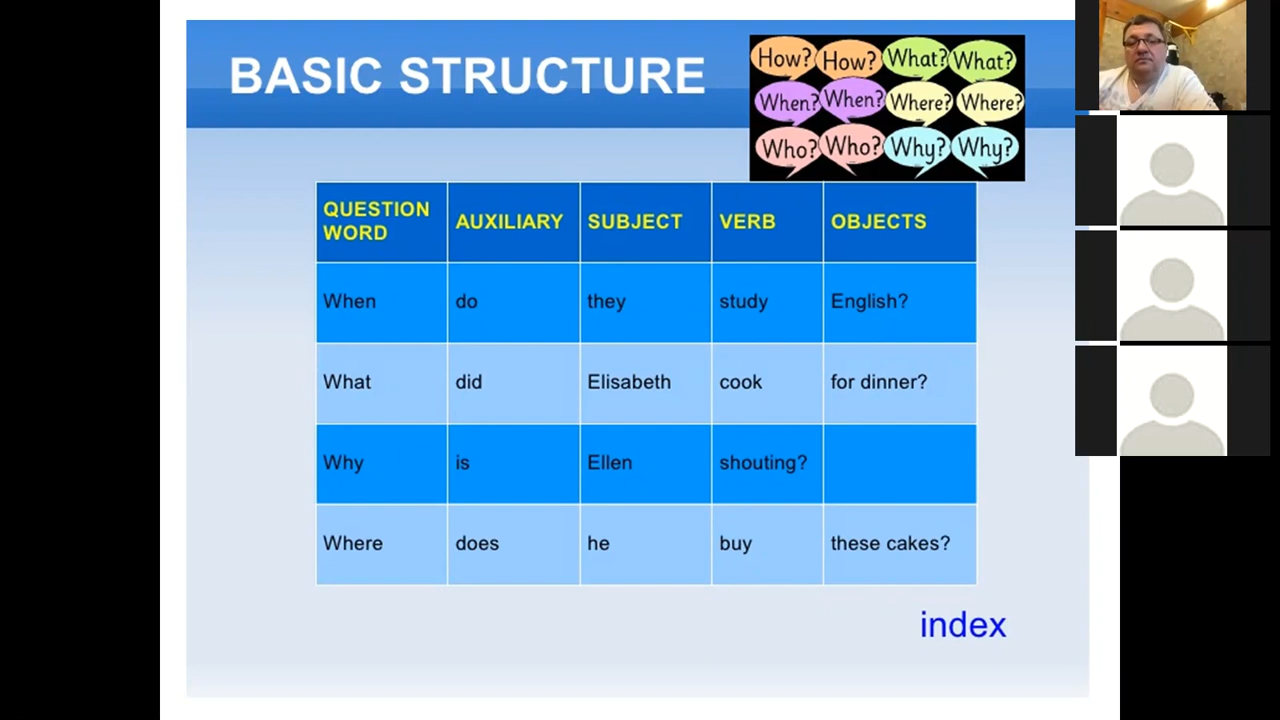 BASIC STRUCTURE
How? How? What? What?
When? When? Where? Where?
Who? Who? Why? Why?
QUESTION WORD AUXILIARY SUBJECT VERB OBJECTS
When do they study English?
What did Elisabeth cook for dinner?
Why is Ellen shouting?
Where does he buy these cakes?
index